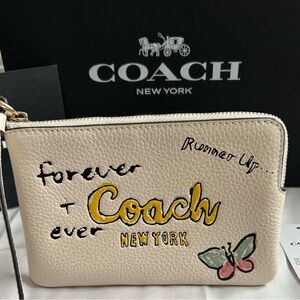 COACH
NEW YORK
Runner Up...
forever
+
ever
Coach
NEW YORK